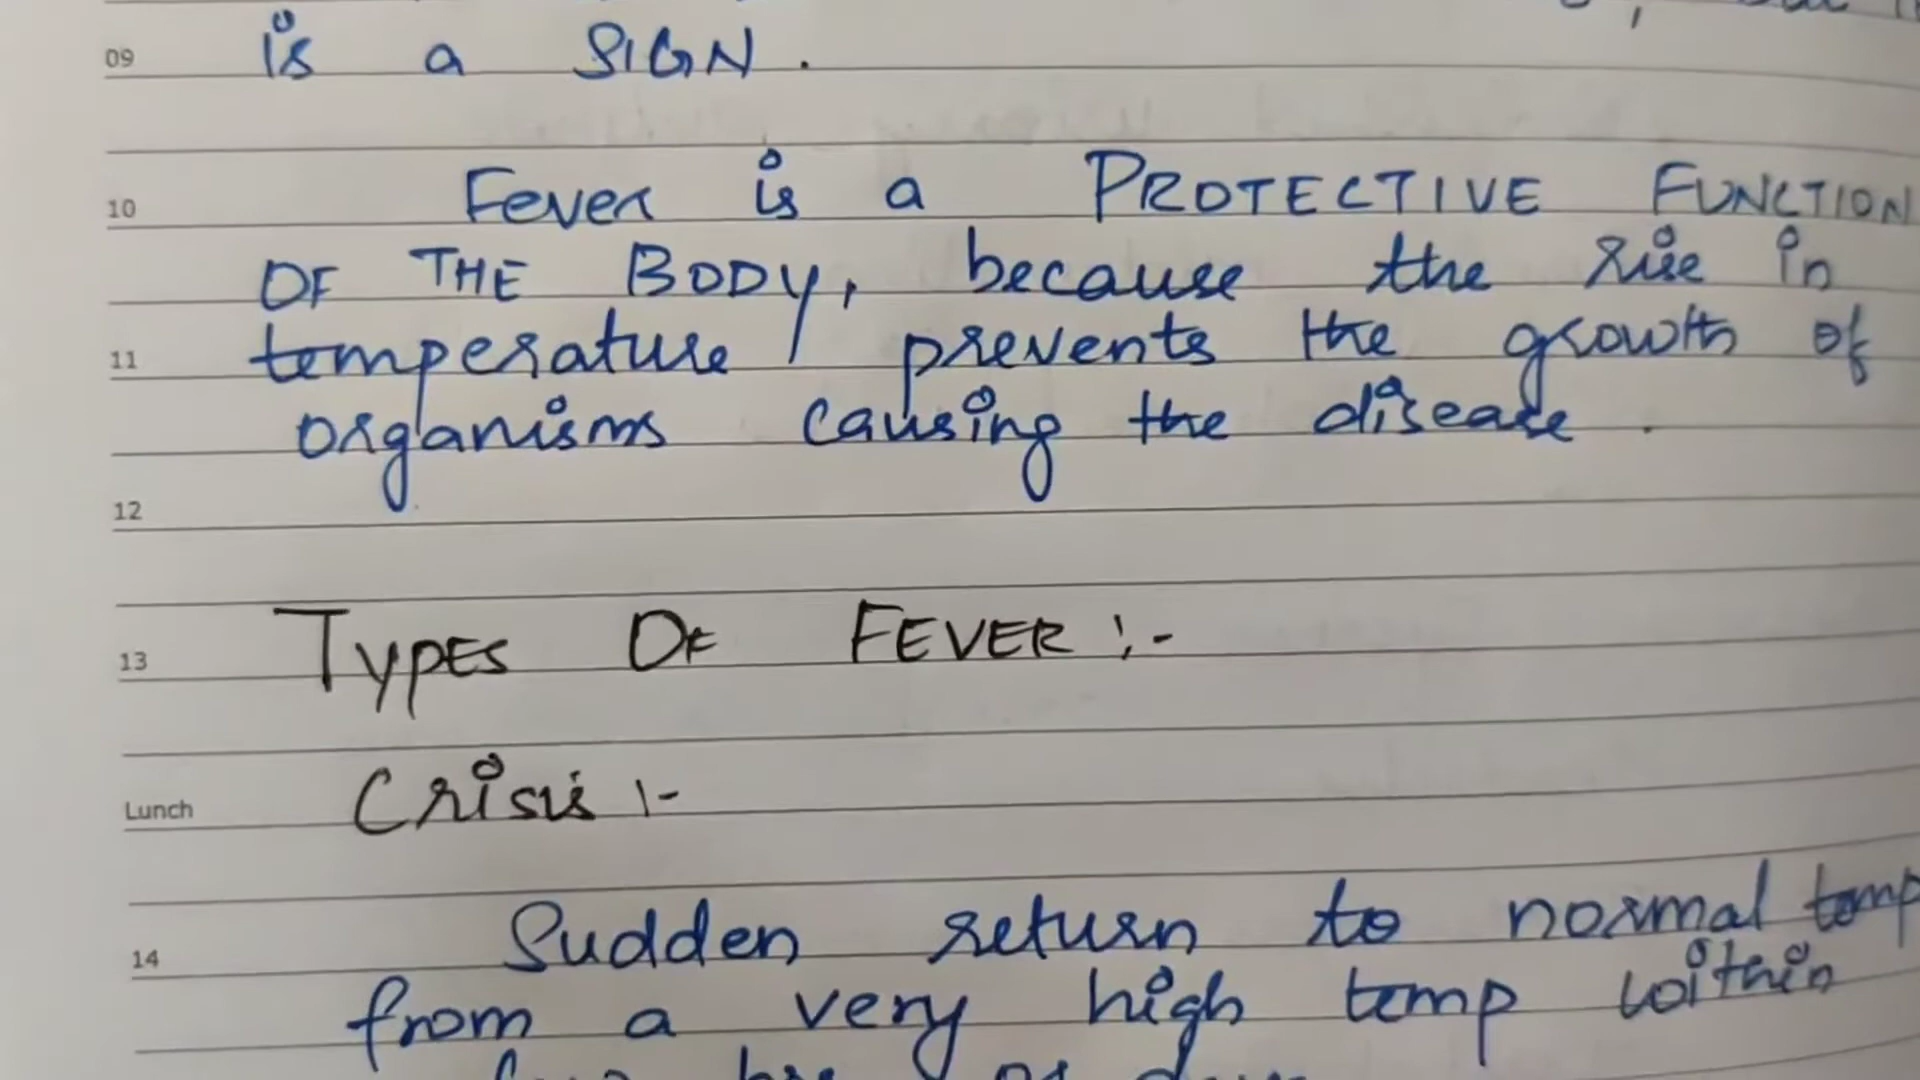 09 is a SIGN.
10 Fever is a PROTECTIVE FUNCTION
OF THE BODY, because the rise in
11 temperature prevents the growth of
organisms causing the disease.
12
13 TYPES OF FEVER :-
Lunch Crisis :-
14 Sudden return to normal temp
from a very high temp within